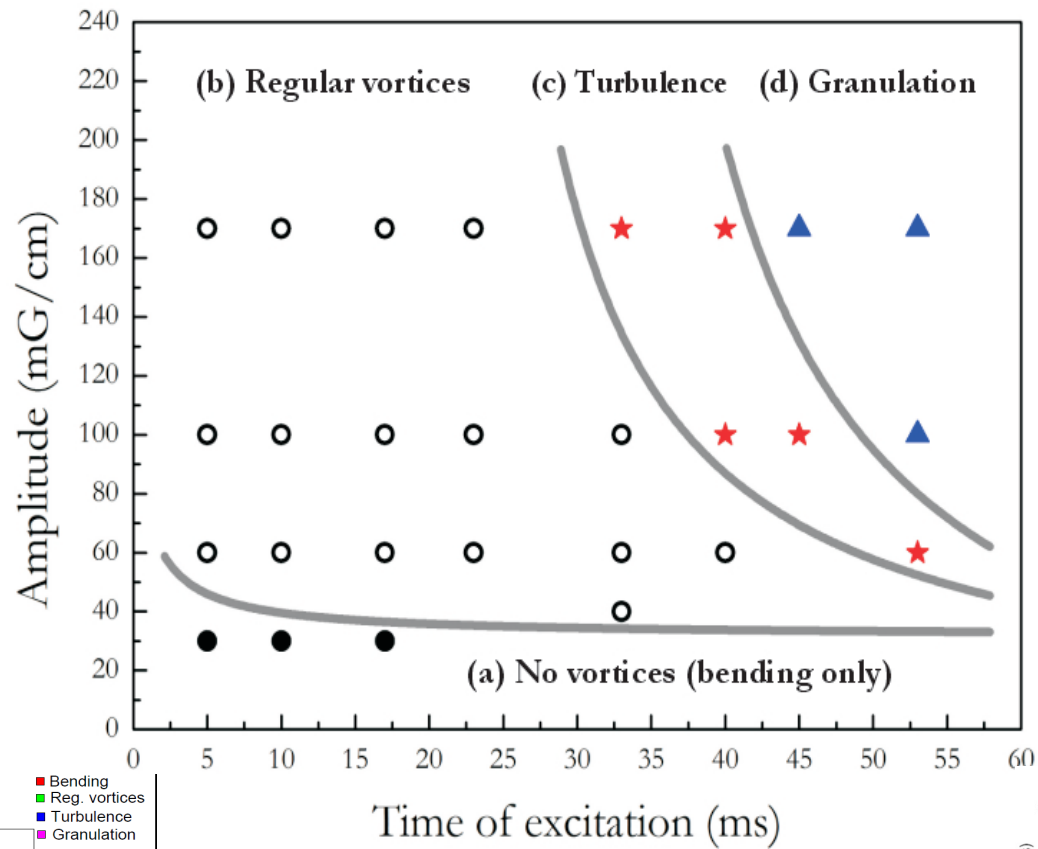 240
220
200
180
160
140
120
100
80
60
40
20
0
Amplitude (mG/cm)
(b) Regular vortices (c) Turbulence (d) Granulation
(a) No vortices (bending only)
0 5 10 15 20 25 30 35 40 45 50 55 60
Time of excitation (ms)
Bending
Reg. vortices
Turbulence
Granulation